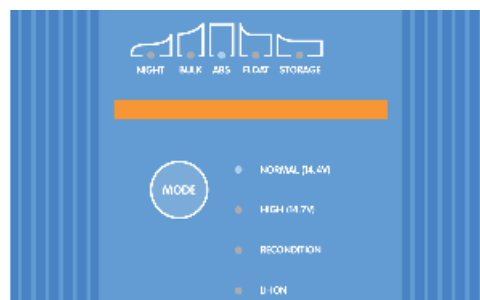 NIGHT BULK ABS FLOAT STORAGE
MODE
NORMAL (14.4V)
HIGH (14.7V)
RECONDITION
LI-ION